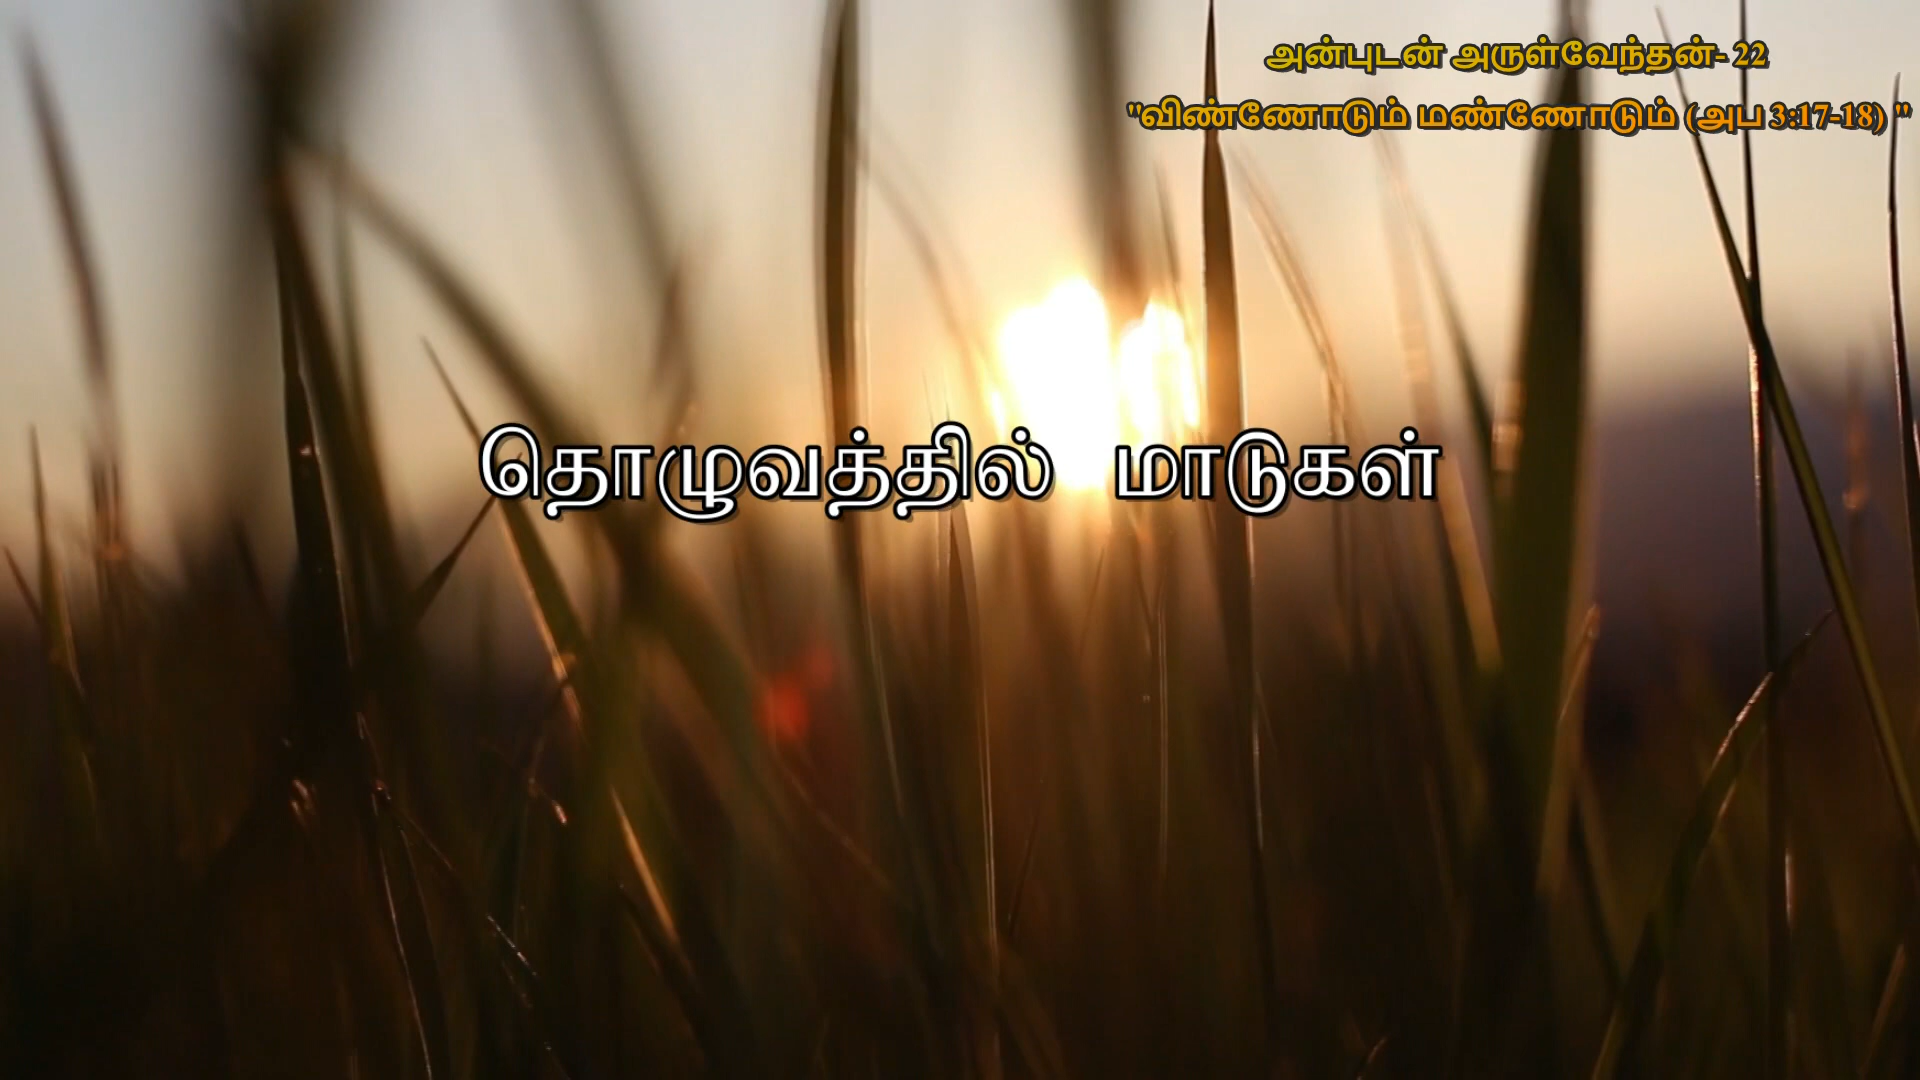 அன்புடன் அருள்வேந்தன்- 22
"விண்ணோடும் மண்ணோடும் (அப 3:17-18) "
தொழுவத்தில் மாடுகள்